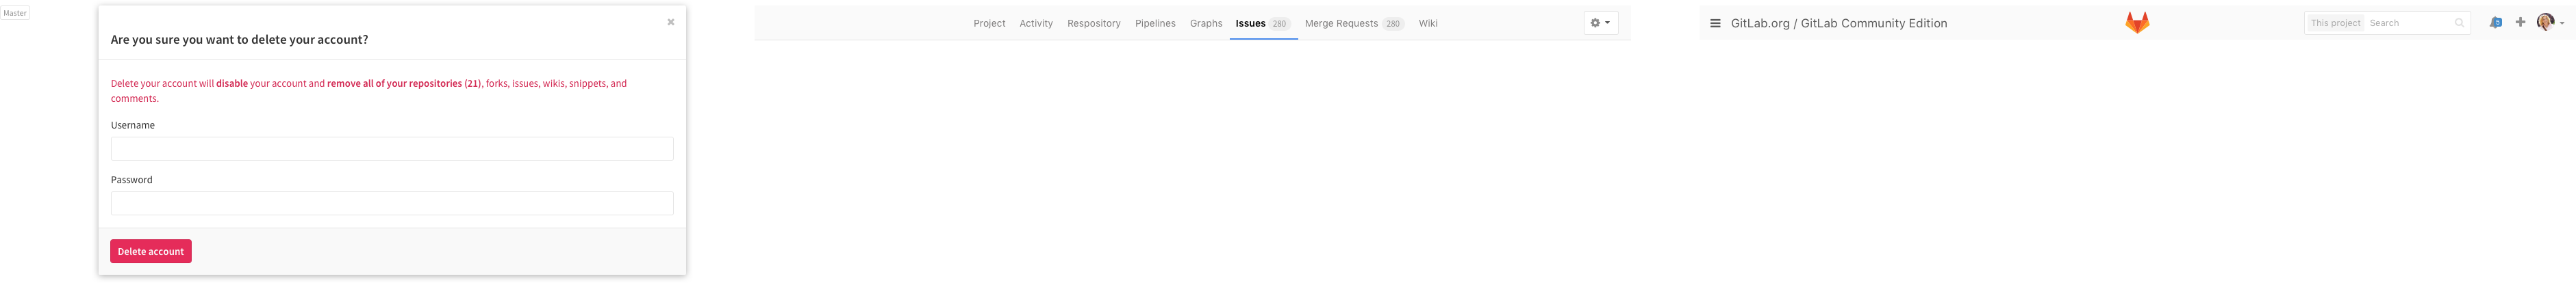 Master
Are you sure you want to delete your account?
Delete your account will disable your account and remove all of your repositories (21), forks, issues, wikis, snippets, and
comments.
Username
Password
Delete account
Project Activity Respository Pipelines Graphs Issues 280 Merge Requests 280 Wiki
GitLab.org / GitLab Community Edition This project Search 5